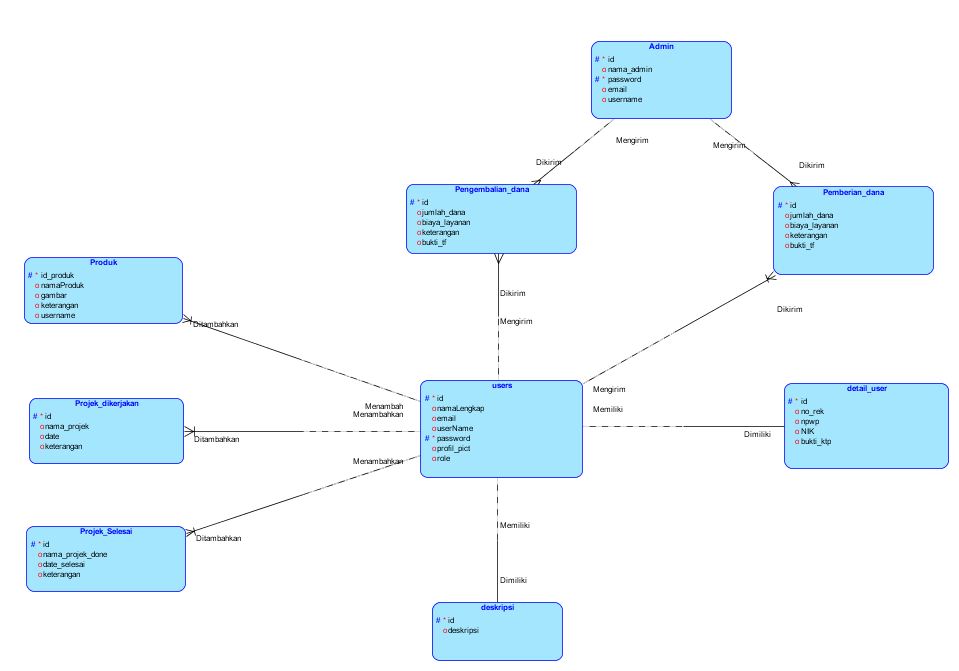 Admin
# * id
o nama_admin
# * password
o email
o username
Mengirim
Mengirim
Dikirim
Dikirim
Pengembalian_dana
# * id
o jumlah_dana
o biaya_layanan
o keterangan
o bukti_tf
Pemberian_dana
# * id
o jumlah_dana
o biaya_layanan
o keterangan
o bukti_tf
Produk
# * id_produk
o namaProduk
o gambar
o keterangan
o username
Ditambahkan
Dikirim
Mengirim
Dikirim
users
# * id
o namaLengkap
o email
o userName
# * password
o profil_pict
o role
Mengirim
Memiliki
Dimiliki
detail_user
# * id
o no_rek
o npwp
o NIK
o bukti_ktp
Menambah
Menambahkan
Projek_dikerjakan
# * id
o nama_projek
o date
o keterangan
Ditambahkan
Menambahkan
Projek_Selesai
# * id
o nama_projek_done
o date_selesai
o keterangan
Ditambahkan
Memiliki
Dimiliki
deskripsi
# * id
o deskripsi